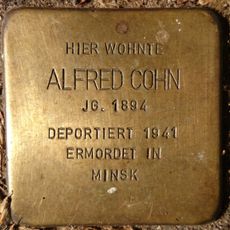 HIER WOHNTE
ALFRED COHN
JG. 1894
DEPORTIERT 1941
ERMORDET IN
MINSK